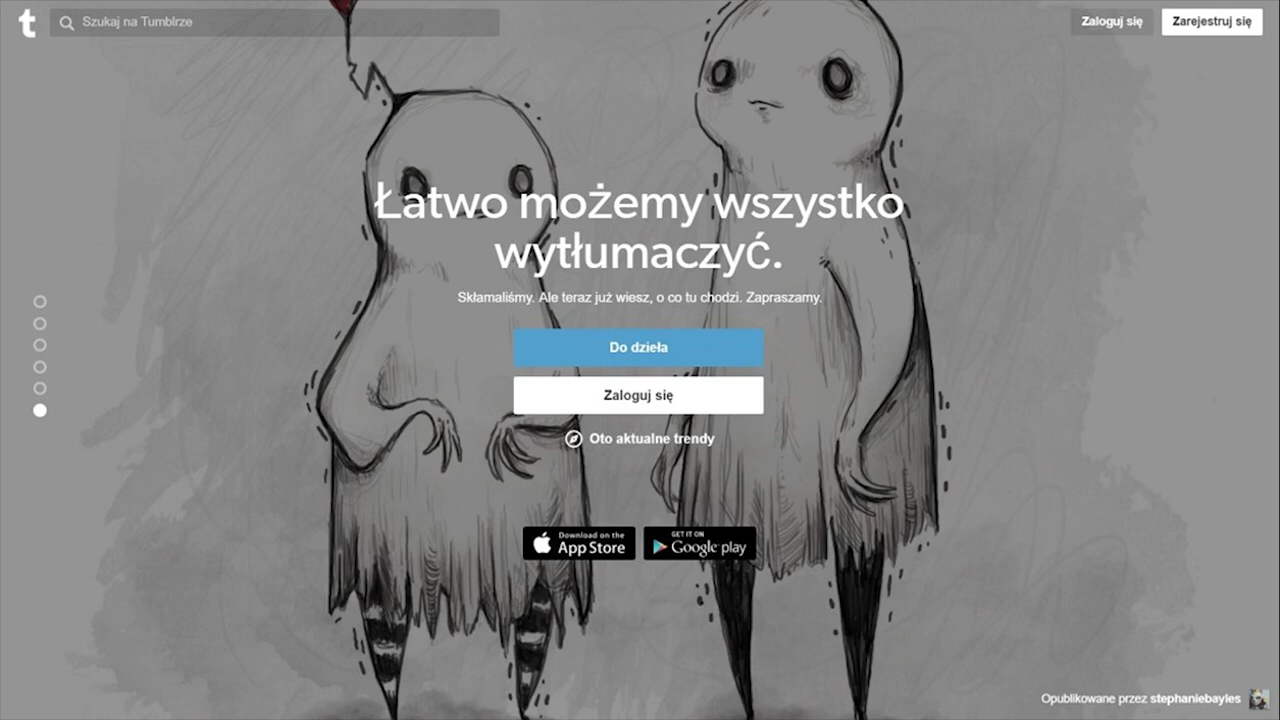 t
Szukaj na Tumblrze
Zaloguj się
Zarejestruj się
Łatwo możemy wszystko
wytłumaczyć.
Skłamaliśmy. Ale teraz już wiesz, o co tu chodzi. Zapraszamy.
Do dzieła
Zaloguj się
Oto aktualne trendy
Download on the
App Store
GET IT ON
Google play
Opublikowane przez stephaniebayles